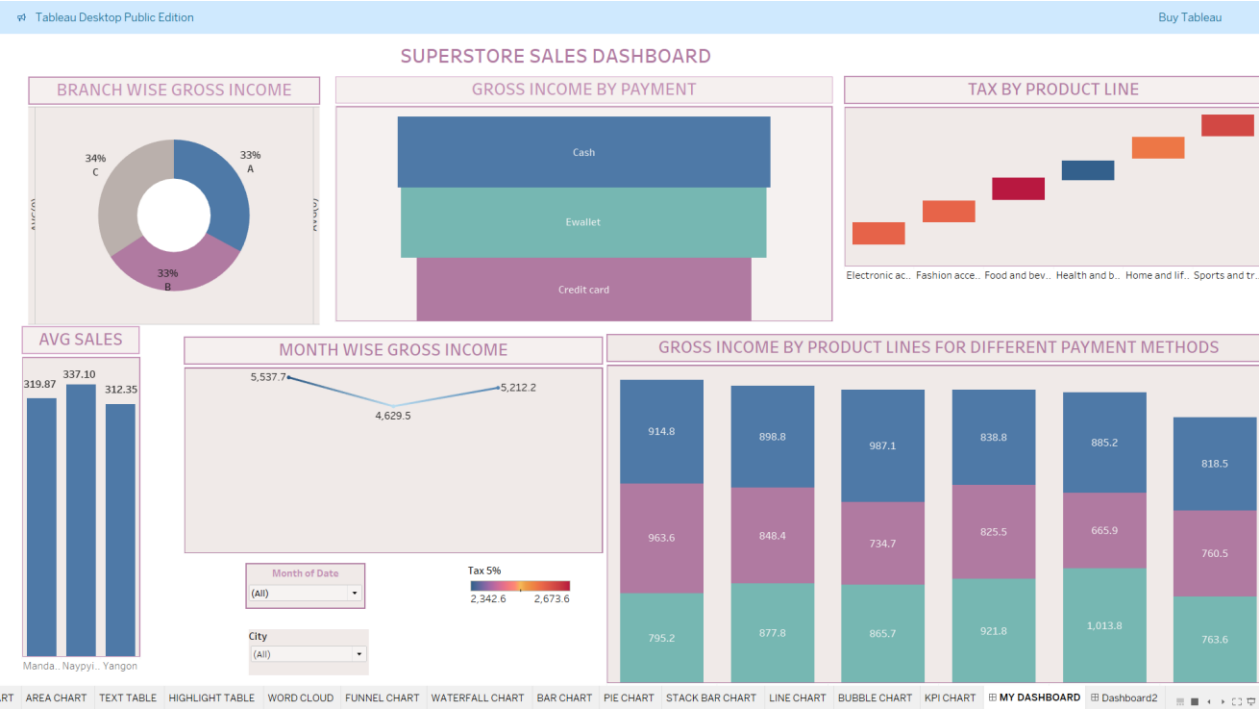 Tableau Desktop Public Edition
Buy Tableau
SUPERSTORE SALES DASHBOARD
BRANCH WISE GROSS INCOME
34%
C
33%
A
33%
B
GROSS INCOME BY PAYMENT
Cash
Ewallet
Credit card
TAX BY PRODUCT LINE
Electronic ac.. Fashion acce.. Food and bev.. Health and b.. Home and lif.. Sports and tr..
AVG SALES
319.87 337.10 312.35
Manda.. Naypyi.. Yangon
MONTH WISE GROSS INCOME
5,537.7
4,629.5
5,212.2
Month of Date
(All)
City
(All)
Tax 5%
2,342.6 2,673.6
GROSS INCOME BY PRODUCT LINES FOR DIFFERENT PAYMENT METHODS
914.8 898.8 987.1 838.8 885.2 818.5
963.6 848.4 734.7 825.5 665.9 760.5
795.2 877.8 865.7 921.8 1,013.8 763.6
RT AREA CHART TEXT TABLE HIGHLIGHT TABLE WORD CLOUD FUNNEL CHART WATERFALL CHART BAR CHART PIE CHART STACK BAR CHART LINE CHART BUBBLE CHART KPI CHART MY DASHBOARD Dashboard2